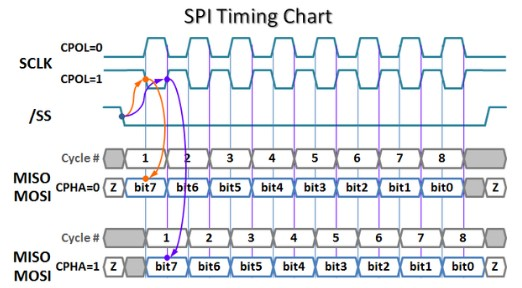 SPI Timing Chart
CPOL=0
SCLK
CPOL=1
/SS
Cycle # 1 2 3 4 5 6 7 8
MISO
MOSI CPHA=0 Z bit7 bit6 bit5 bit4 bit3 bit2 bit1 bit0 Z
Cycle # 1 2 3 4 5 6 7 8
MISO
MOSI CPHA=1 Z bit7 bit6 bit5 bit4 bit3 bit2 bit1 bit0 Z